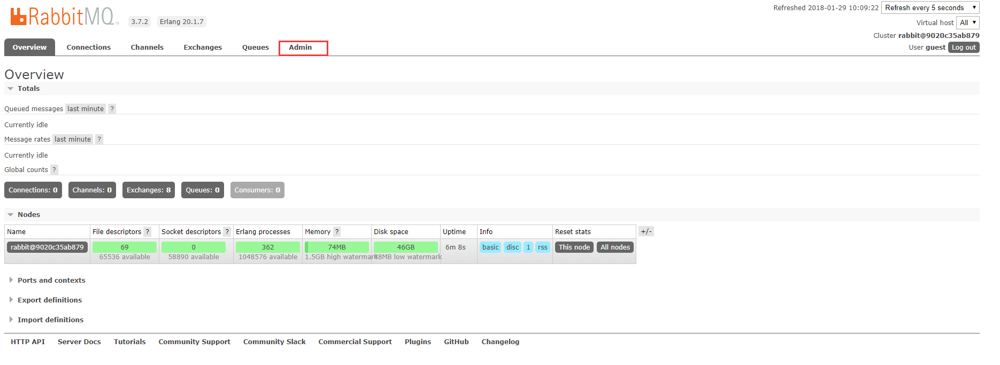 RabbitMQ TM 3.7.2 Erlang 20.1.7
Refreshed 2018-01-29 10:09:22 Refresh every 5 seconds
Virtual host All
Cluster rabbit@9020c35ab879
User guest Log out
Overview Connections Channels Exchanges Queues Admin
Overview
Totals
Queued messages last minute ?
Currently idle
Message rates last minute ?
Currently idle
Global counts ?
Connections: 0 Channels: 0 Exchanges: 8 Queues: 0 Consumers: 0
Nodes
Name File descriptors ? Socket descriptors ? Erlang processes Memory ? Disk space Uptime Info Reset stats +/-
rabbit@9020c35ab879 69 0 362 74MB 46GB 6m 8s basic disc 1 rss This node All nodes
65536 available 58890 available 1048576 available 1.5GB high watermark 48MB low watermark
Ports and contexts
Export definitions
Import definitions
HTTP API Server Docs Tutorials Community Support Community Slack Commercial Support Plugins GitHub Changelog